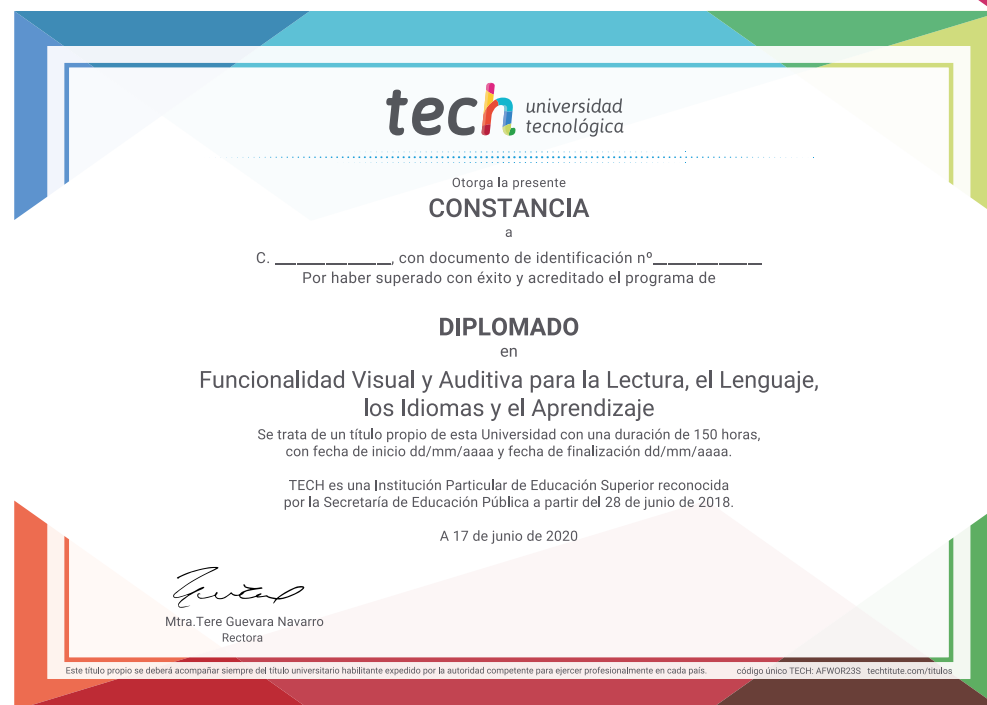 tech universidad
tecnológica
Otorga la presente
CONSTANCIA
a
C. ______________, con documento de identificación nº______________
Por haber superado con éxito y acreditado el programa de
DIPLOMADO
en
Funcionalidad Visual y Auditiva para la Lectura, el Lenguaje,
los Idiomas y el Aprendizaje
Se trata de un título propio de esta Universidad con una duración de 150 horas,
con fecha de inicio dd/mm/aaaa y fecha de finalización dd/mm/aaaa.
TECH es una Institución Particular de Educación Superior reconocida
por la Secretaría de Educación Pública a partir del 28 de junio de 2018.
A 17 de junio de 2020
Mtra.Tere Guevara Navarro
Rectora
Este título propio se deberá acompañar siempre del título universitario habilitante expedido por la autoridad competente para ejercer profesionalmente en cada país. código único TECH: AFWOR23S techtitute.com/titulos